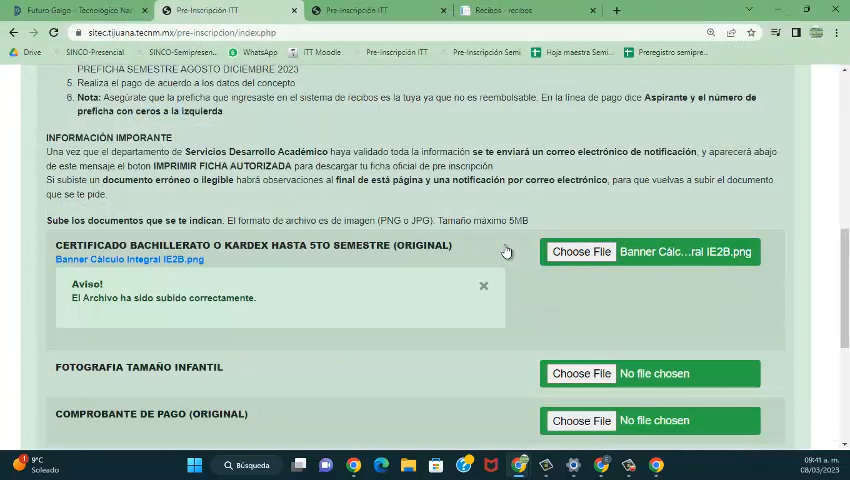 Futuro Galgo – Tecnológico Nac
Pre-Inscripción ITT
Pre-Inscripción ITT
Recibos - recibos
sitec.tijuana.tecnm.mx/pre-inscripcion/index.php
Drive
SINCO-Presencial
SINCO-Semipresen...
WhatsApp
ITT Moodle
Pre-Inscripción ITT
Pre-Inscripción Semi
Hoja maestra Semi...
Preregistro semipre...
PREFICHA SEMESTRE AGOSTO DICIEMBRE 2023
5. Realiza el pago de acuerdo a los datos del concepto
6. Nota: Asegúrate que la preficha que ingresaste en el sistema de recibos es la tuya ya que no es reembolsable. En la línea de pago dice Aspirante y el número de
preficha con ceros a la izquierda
INFORMACIÓN IMPORANTE
Una vez que el departamento de Servicios Desarrollo Académico haya validado toda la información se te enviará un correo electrónico de notificación, y aparecerá abajo
de este mensaje el boton IMPRIMIR FICHA AUTORIZADA para descargar tu ficha oficial de pre inscripción
Si subiste un documento erróneo o ilegible habrá observaciones al final de está página y una notificación por correo electrónico, para que vuelvas a subir el documento
que se te pide.
Sube los documentos que se te indican. El formato de archivo es de imagen (PNG o JPG). Tamaño máximo 5MB
CERTIFICADO BACHILLERATO O KARDEX HASTA 5TO SEMESTRE (ORIGINAL)
Choose File Banner Cálc...ral IE2B.png
Banner Cálculo Integral IE2B.png
Aviso!
El Archivo ha sido subido correctamente.
FOTOGRAFIA TAMAÑO INFANTIL
Choose File No file chosen
COMPROBANTE DE PAGO (ORIGINAL)
Choose File No file chosen
1
9°C
Soleado
Búsqueda
09:41 a. m.
08/03/2023